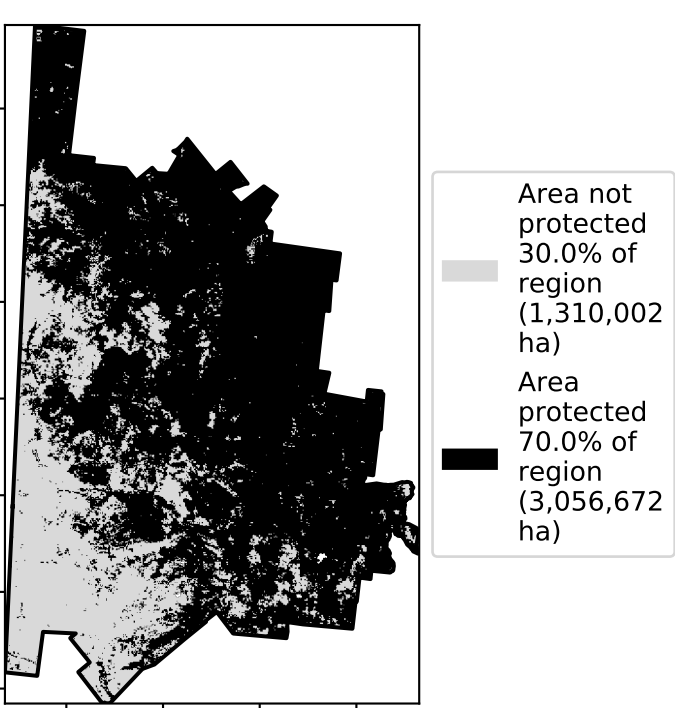 Area not
protected
30.0% of
region
(1,310,002
ha)
Area
protected
70.0% of
region
(3,056,672
ha)